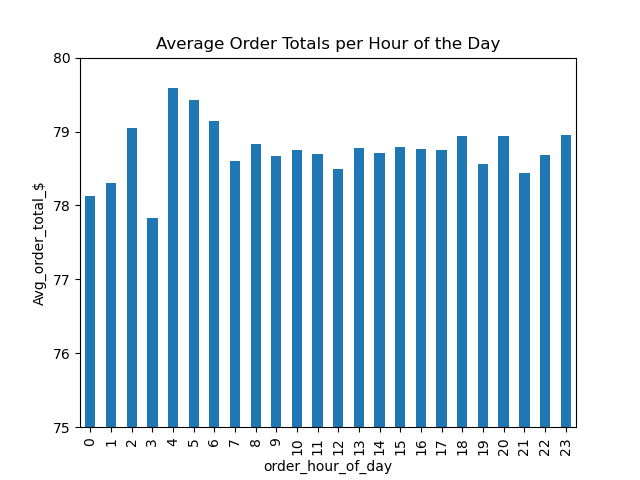 Average Order Totals per Hour of the Day
80
79
78
77
76
75
Avg_order_total_$
0 1 2 3 4 5 6 7 8 9 10 11 12 13 14 15 16 17 18 19 20 21 22 23
order_hour_of_day